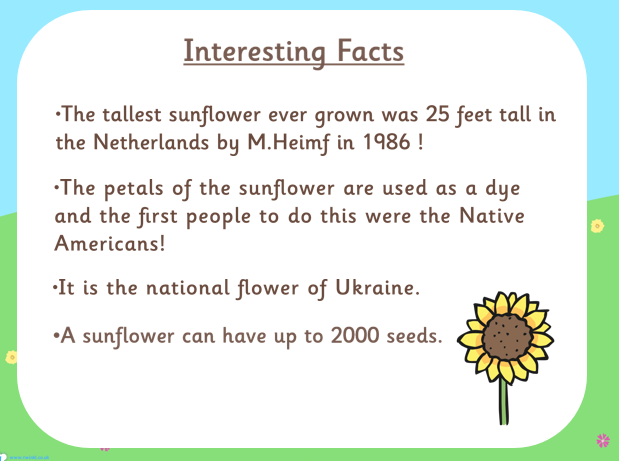 Interesting Facts
•The tallest sunflower ever grown was 25 feet tall in
the Netherlands by M.Heimf in 1986 !
•The petals of the sunflower are used as a dye
and the first people to do this were the Native
Americans!
•It is the national flower of Ukraine.
•A sunflower can have up to 2000 seeds.